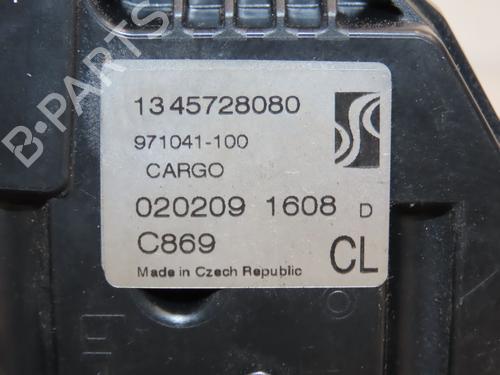 B-PARTS
1345728080
971041-100
CARGO
020209 1608 D
C869
CL
Made in Czech Republic